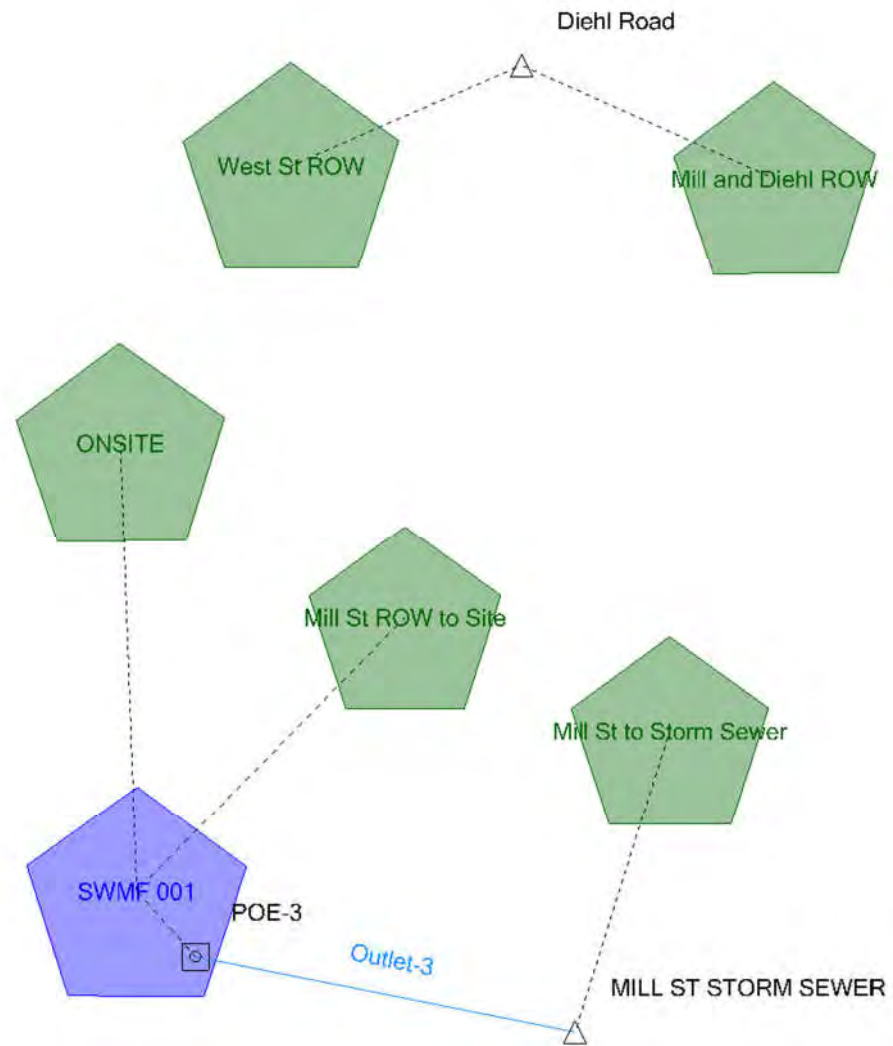 Diehl Road
West St ROW
Mill and Diehl ROW
ONSITE
Mill St ROW to Site
Mill St to Storm Sewer
SWMF 001
POE-3
Outlet-3
MILL ST STORM SEWER